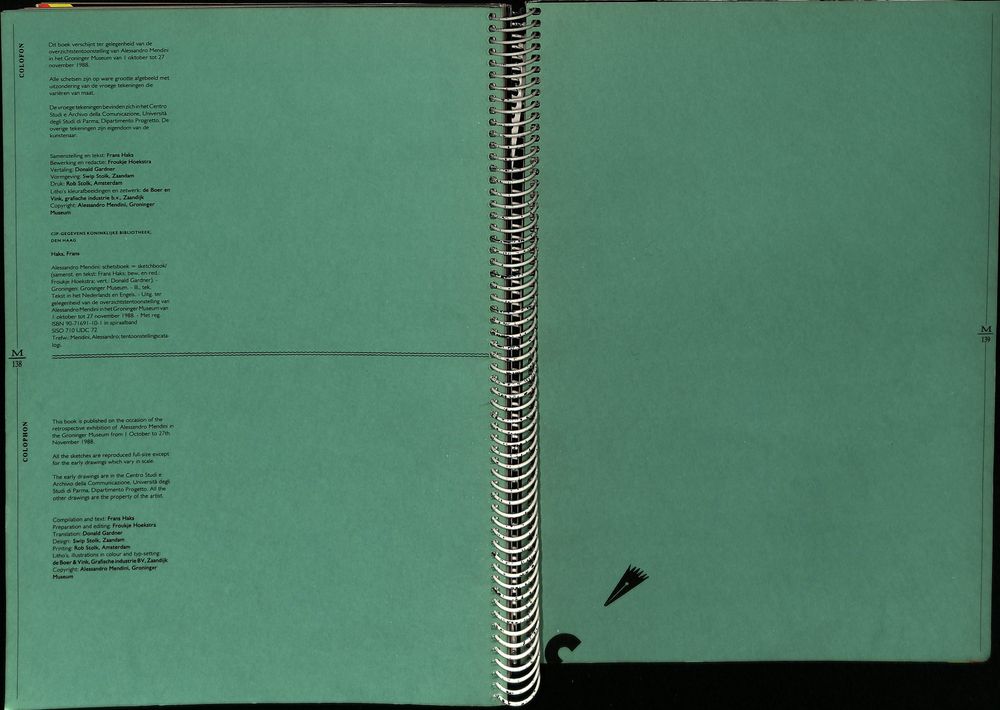 COLOFON
Dit boek verschijnt ter gelegenheid van de
overzichtstentoonstelling van Alessandro Mendini
in het Groninger Museum van 1 oktober tot 27
november 1988.
Alle schetsen zijn op ware grootte afgebeeld met
uitzondering van de vroege tekeningen die
variëren van maat.
De vroege tekeningen bevinden zich in het Centro
Studi e Archivo della Comunicazione, Università
degli Studi di Parma, Dipartimento Progretto. De
overige tekeningen zijn eigendom van de
kunstenaar.
Samenstelling en tekst: Frans Haks
Bewerking en redactie: Froukje Hoekstra
Vertaling: Donald Gardner
Vormgeving: Swip Stolk, Zaandam
Druk: Rob Stolk, Amsterdam
Litho's kleurafbeeldingen en zetwerk: de Boer en
Vink, grafische industrie b.v., Zaandijk
Copyright: Alessandro Mendini, Groninger
Museum
CIP-GEGEVENS KONINKLIJKE BIBLIOTHEEK,
DEN HAAG
Haks, Frans
Alessandro Mendini: schetsboek = sketchbook/
(samenst. en tekst: Frans Haks; bew. en red.:
Froukje Hoekstra; vert.: Donald Gardner). -
Groningen: Groninger Museum. - Ill., tek.
Tekst in het Nederlands en Engels. - Uitg. ter
gelegenheid van de overzichtstentoonstelling van
Alessandro Mendini in het Groninger Museum van
1 oktober tot 27 november 1988. - Met reg.
ISBN 90-71691-10-1 in spiraalband
SISO 710 UDC 72
Trefw.: Mendini, Alessandro; tentoonstellingscata-
logi.
M
138
COLOPHON
This book is published on the occasion of the
retrospective exhibition of Alessandro Mendini in
the Groninger Museum from 1 October to 27th
November 1988.
All the sketches are reproduced full-size except
for the early drawings which vary in scale.
The early drawings are in the Centro Studi e
Archivo della Communicazione, Università degli
Studi di Parma, Dipartimento Progetto. All the
other drawings are the property of the artist.
Compilation and text: Frans Haks
Preparation and editing: Froukje Hoekstra
Translation: Donald Gardner
Design: Swip Stolk, Zaandam
Printing: Rob Stolk, Amsterdam
Litho's, illustrations in colour and typ-setting:
de Boer & Vink, Grafische industrie BV, Zaandijk
Copyright: Alessandro Mendini, Groninger
Museum
M
139